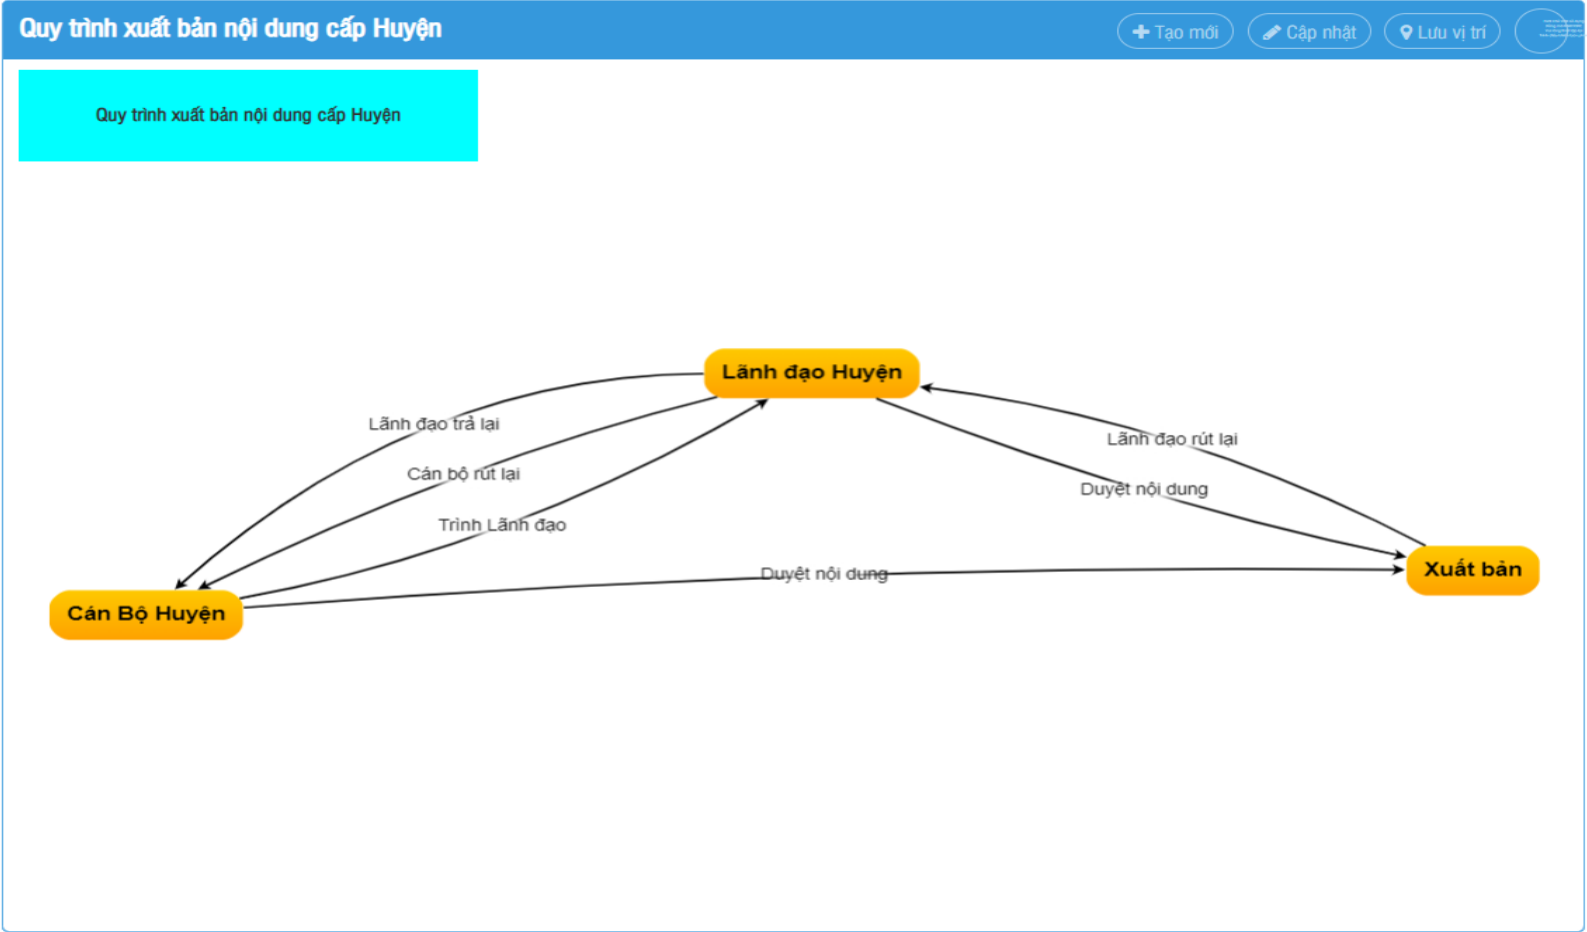 Quy trình xuất bản nội dung cấp Huyện
Tạo mới
Cập nhật
Lưu vị trí
Quy trình xuất bản nội dung cấp Huyện
Lãnh đạo Huyện
Lãnh đạo trả lại
Lãnh đạo rút lại
Cán bộ rút lại
Duyệt nội dung
Trình Lãnh đạo
Duyệt nội dung
Xuất bản
Cán Bộ Huyện